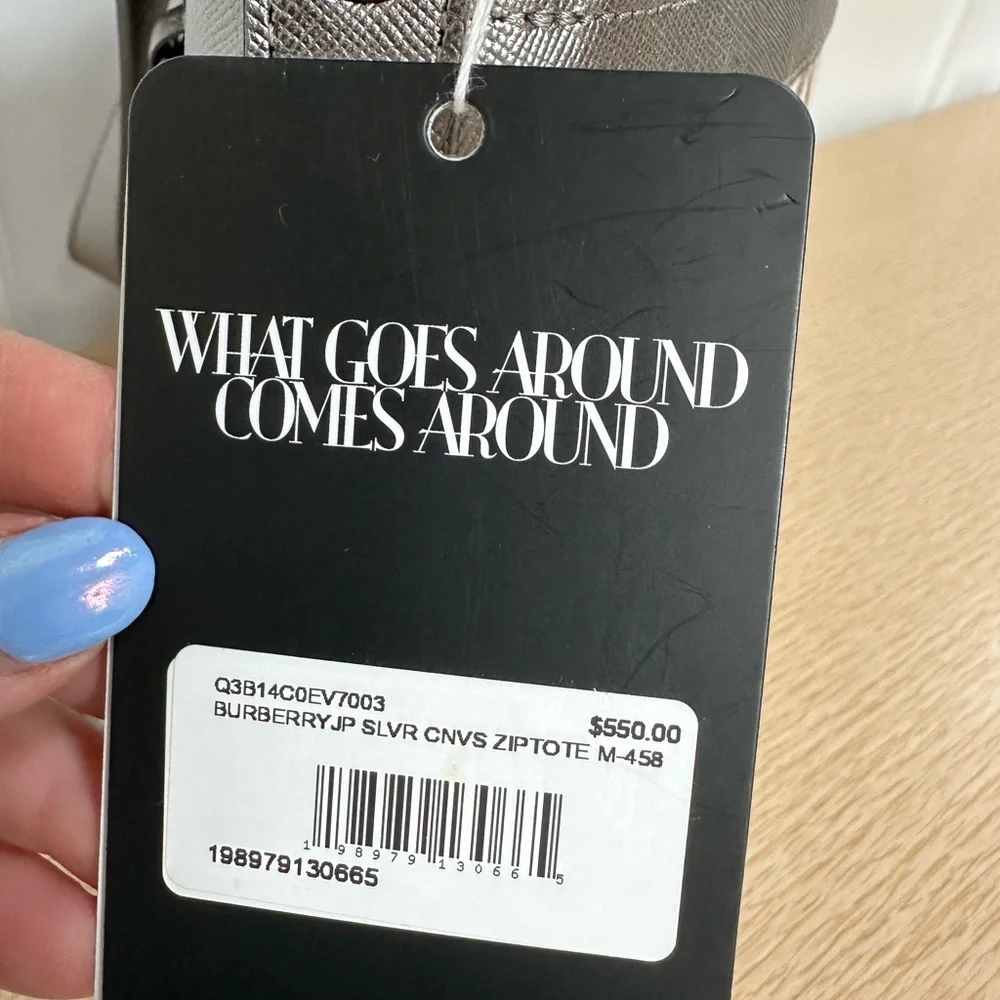 WHAT GOES AROUND
COMES AROUND
Q3B14C0EV7003
$550.00
BURBERRYJP SLVR CNVS ZIPTOTE M-458
1 98979 13066 5
198979130665